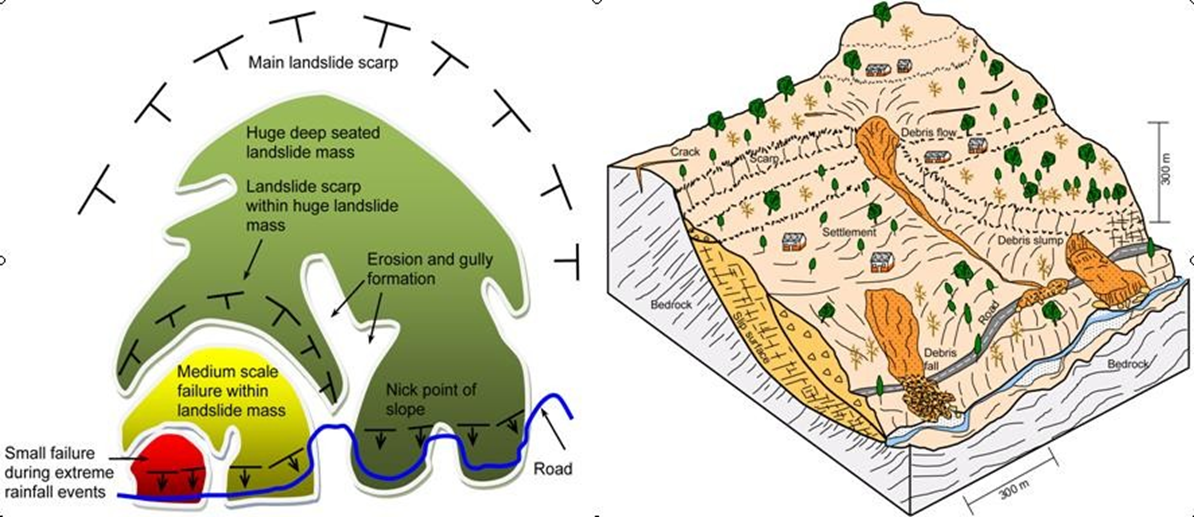 Main landslide scarp
Huge deep seated
landslide mass
Landslide scarp
within huge landslide
mass
Erosion and gully
formation
Medium scale
failure within
landslide mass
Nick point of
slope
Small failure
during extreme
rainfall events
Road
Debris flow
Crack
Scarp
300 m
Settlement
Debris slump
Bedrock
Slip surface
Road
Debris
fall
Bedrock
300 m